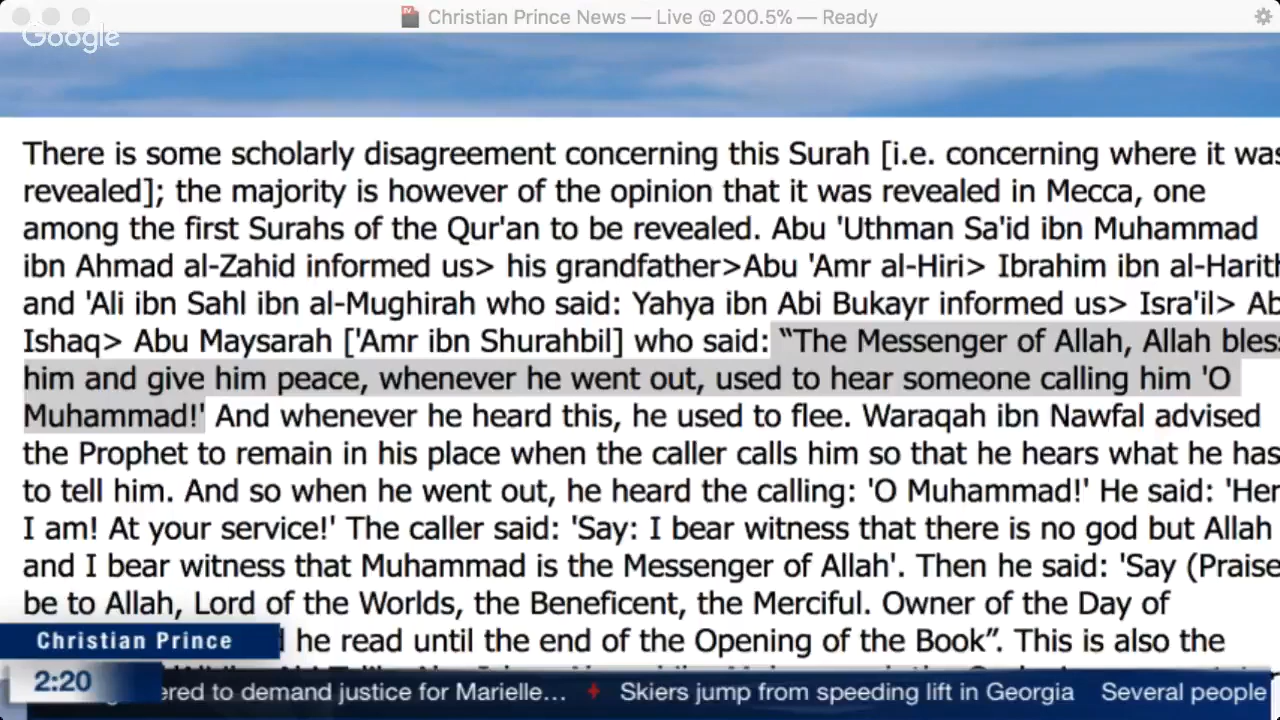 Christian Prince News — Live @ 200.5% — Ready
Google
There is some scholarly disagreement concerning this Surah [i.e. concerning where it was
revealed]; the majority is however of the opinion that it was revealed in Mecca, one
among the first Surahs of the Qur'an to be revealed. Abu 'Uthman Sa'id ibn Muhammad
ibn Ahmad al-Zahid informed us> his grandfather>Abu 'Amr al-Hiri> Ibrahim ibn al-Harith
and 'Ali ibn Sahl ibn al-Mughirah who said: Yahya ibn Abi Bukayr informed us> Isra'il>
Ishaq> Abu Maysarah ['Amr ibn Shurahbil] who said: “The Messenger of Allah, Allah bless
him and give him peace, whenever he went out, used to hear someone calling him 'O
Muhammad!' And whenever he heard this, he used to flee. Waraqah ibn Nawfal advised
the Prophet to remain in his place when the caller calls him so that he hears what he has
to tell him. And so when he went out, he heard the calling: 'O Muhammad!' He said:
I am! At your service!' The caller said: 'Say: I bear witness that there is no god but Allah
and I bear witness that Muhammad is the Messenger of Allah'. Then he said: 'Say (Praise
be to Allah, Lord of the Worlds, the Beneficent, the Merciful. Owner of the Day of
he read until the end of the Opening of the Book”. This is also the
Christian Prince
2:20
to demand justice for Marielle... Skiers jump from speeding lift in Georgia Several people